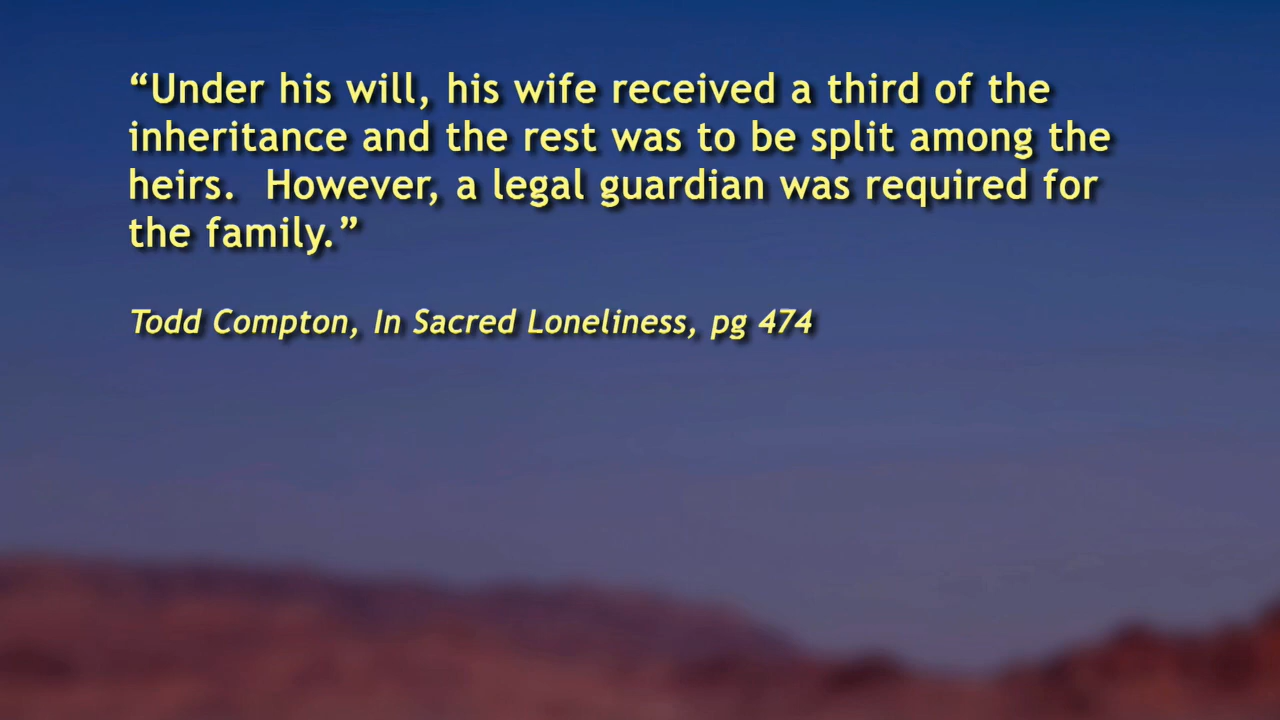 “Under his will, his wife received a third of the
inheritance and the rest was to be split among the
heirs.  However, a legal guardian was required for
the family.”
Todd Compton, In Sacred Loneliness, pg 474